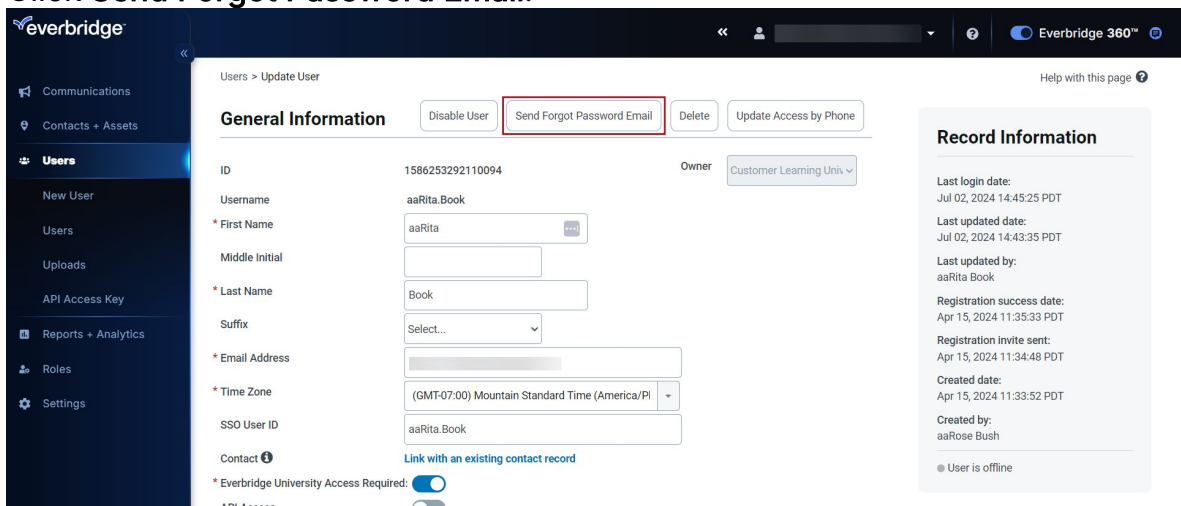 Click Send Forgot Password Email.
everbridge
Everbridge 360™
Communications
Contacts + Assets
Users
New User
Users
Uploads
API Access Key
Reports + Analytics
Roles
Settings
Users > Update User
Help with this page
General Information
Disable User
Send Forgot Password Email
Delete
Update Access by Phone
ID
1586253292110094
Owner
Customer Learning Univ
Username
aaRita.Book
* First Name
aaRita
Middle Initial
* Last Name
Book
Suffix
Select...
* Email Address
* Time Zone
(GMT-07:00) Mountain Standard Time (America/P
SSO User ID
aaRita.Book
Contact
Link with an existing contact record
* Everbridge University Access Required:
API Access
Record Information
Last login date:
Jul 02, 2024 14:45:25 PDT
Last updated date:
Jul 02, 2024 14:43:35 PDT
Last updated by:
aaRita Book
Registration success date:
Apr 15, 2024 11:35:33 PDT
Registration invite sent:
Apr 15, 2024 11:34:48 PDT
Created date:
Apr 15, 2024 11:33:52 PDT
Created by:
aaRose Bush
User is offline